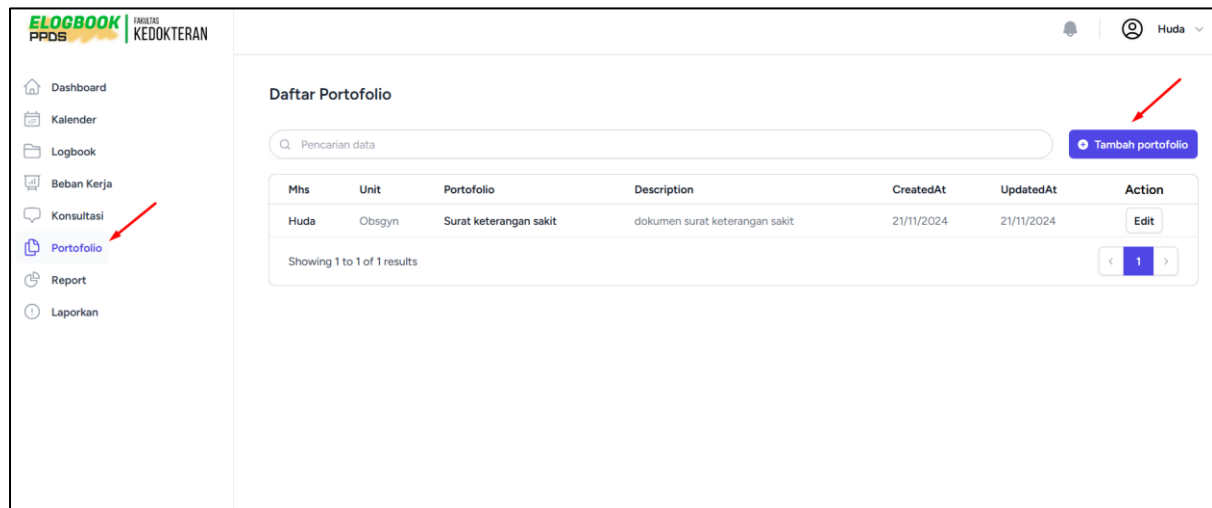 ELOGBOOK
PPDS
FAKULTAS
KEDOKTERAN
Huda
Dashboard
Kalender
Logbook
Beban Kerja
Konsultasi
Portofolio
Report
Laporkan
Daftar Portofolio
Pencarian data
Tambah portofolio
Mhs Unit Portofolio Description CreatedAt UpdatedAt Action
Huda Obsgyn Surat keterangan sakit dokumen surat keterangan sakit 21/11/2024 21/11/2024 Edit
Showing 1 to 1 of 1 results
1